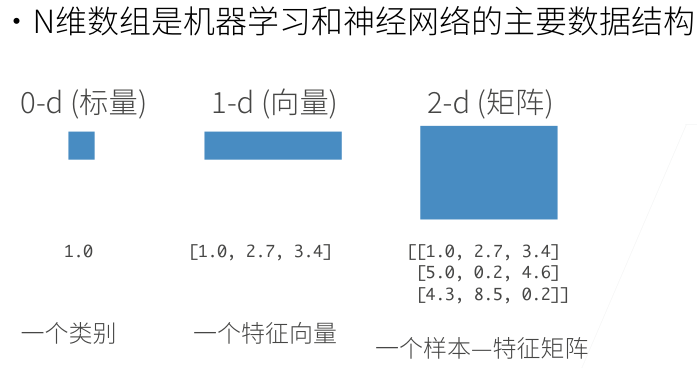 • N维数组是机器学习和神经网络的主要数据结构
0-d (标量)
1-d (向量)
2-d (矩阵)
1.0
[1.0, 2.7, 3.4]
[[1.0, 2.7, 3.4]
[5.0, 0.2, 4.6]
[4.3, 8.5, 0.2]]
一个类别
一个特征向量
一个样本—特征矩阵